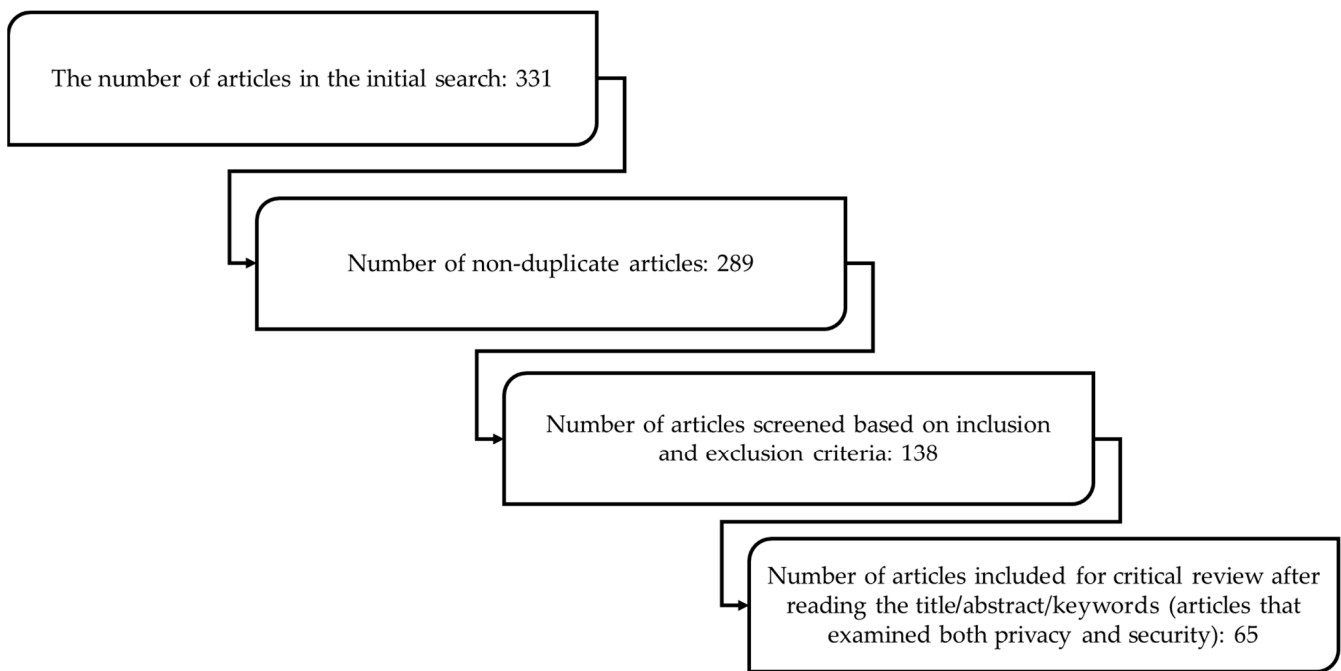 The number of articles in the initial search: 331
Number of non-duplicate articles: 289
Number of articles screened based on inclusion
and exclusion criteria: 138
Number of articles included for critical review after
reading the title/abstract/keywords (articles that
examined both privacy and security): 65